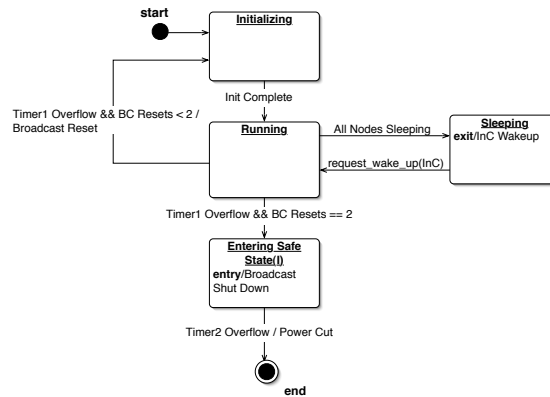 start
Initializing
Timer1 Overflow && BC Resets < 2 /
Broadcast Reset
Init Complete
Running
All Nodes Sleeping
request_wake_up(InC)
Sleeping
exit/InC Wakeup
Timer1 Overflow && BC Resets == 2
Entering Safe
State(I)
entry/Broadcast
Shut Down
Timer2 Overflow / Power Cut
end